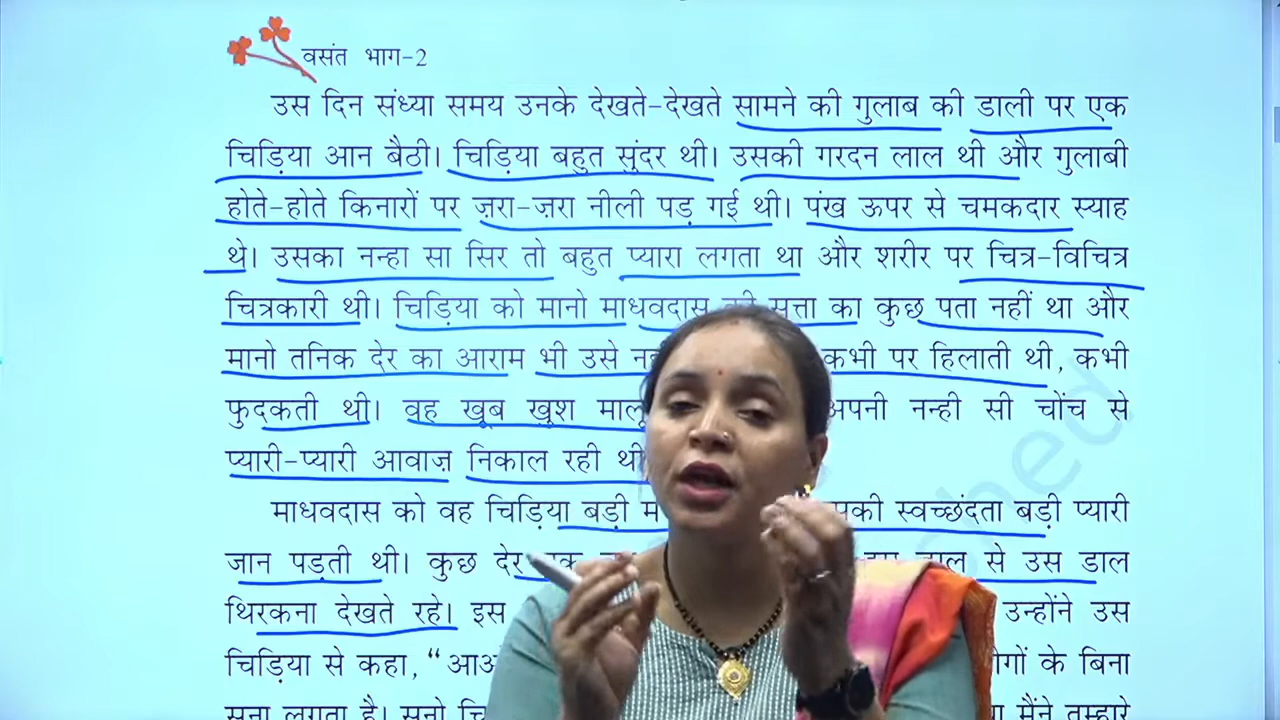 वसंत भाग-2
उस दिन संध्या समय उनके देखते-देखते सामने की गुलाब की डाली पर एक
चिड़िया आन बैठी। चिड़िया बहुत सुंदर थी। उसकी गरदन लाल थी और गुलाबी
होते-होते किनारों पर ज़रा-ज़रा नीली पड़ गई थी। पंख ऊपर से चमकदार स्याह
थे। उसका नन्हा सा सिर तो बहुत प्यारा लगता था और शरीर पर चित्र-विचित्र
चित्रकारी थी। चिड़िया को मानो माधवदास की सत्ता का कुछ पता नहीं था और
मानो तनिक देर का आराम भी उसे कभी पर हिलाती थी, कभी
फुदकती थी। वह खूब खुश अपनी नन्ही सी चोंच से
प्यारी-प्यारी आवाज़ निकाल रही थी
माधवदास को वह चिड़िया बड़ी स्वच्छंदता बड़ी प्यारी
जान पड़ती थी। कुछ देर डाल से उस डाल
थिरकना देखते रहे। इस उन्होंने उस
चिड़िया से कहा, “ के बिना
सूना लगता है। सुनो मैंने तुम्हारे